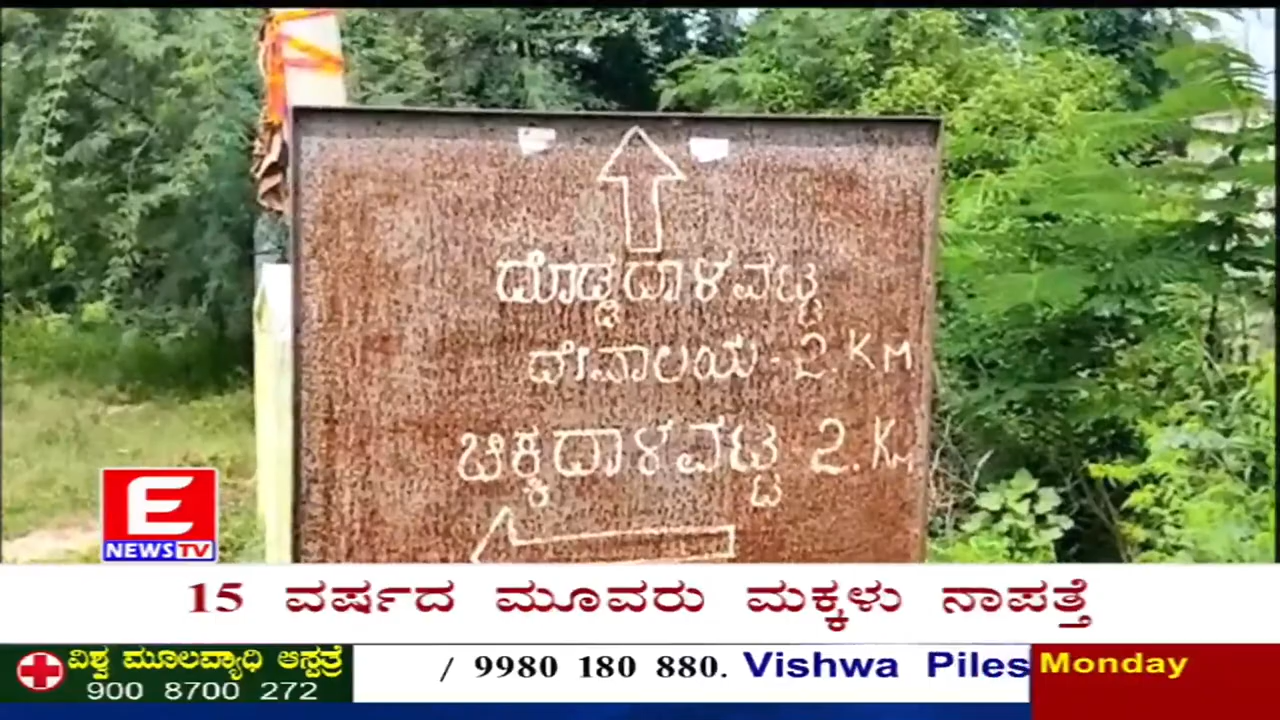 ದೊಡ್ಡದಾಳವಟ್ಟ
ದೇವಾಲಯ - 2.KM
ಚಿಕ್ಕದಾಳವಟ್ಟ 2.KM
E
NEWS TV
15 ವರ್ಷದ ಮೂವರು ಮಕ್ಕಳು ನಾಪತ್ತೆ
ವಿಶ್ವ ಮೂಲವ್ಯಾಧಿ ಆಸ್ಪತ್ರೆ
900 8700 272
/ 9980 180 880. Vishwa Piles
Monday